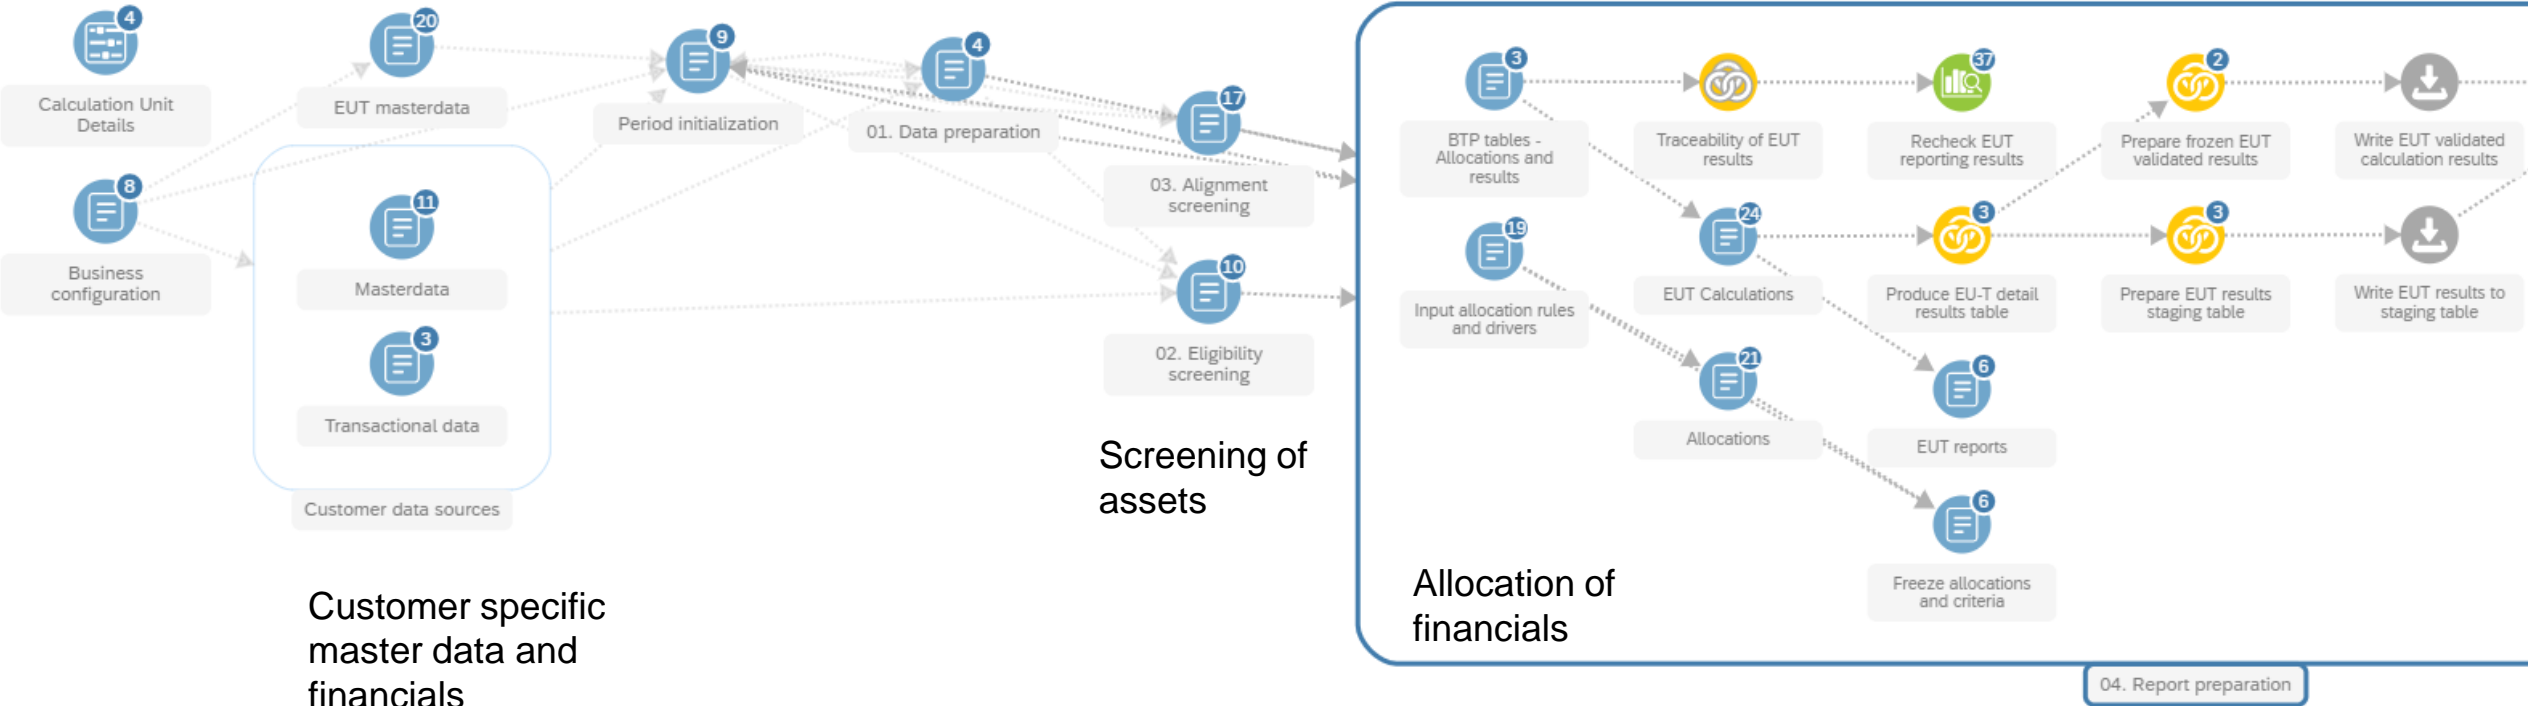 4
Calculation Unit
Details
8
Business
configuration
20
EUT masterdata
11
Masterdata
3
Transactional data
Customer data sources
Customer specific
master data and
financials
9
Period initialization
4
01. Data preparation
17
03. Alignment
screening
10
02. Eligibility
screening
Screening of
assets
3
BTP tables -
Allocations and
results
Traceability of EUT
results
37
Recheck EUT
reporting results
2
Prepare frozen EUT
validated results
Write EUT validated
calculation results
19
Input allocation rules
and drivers
24
EUT Calculations
3
Produce EU-T detail
results table
3
Prepare EUT results
staging table
Write EUT results to
staging table
21
Allocations
6
EUT reports
6
Freeze allocations
and criteria
Allocation of
financials
04. Report preparation